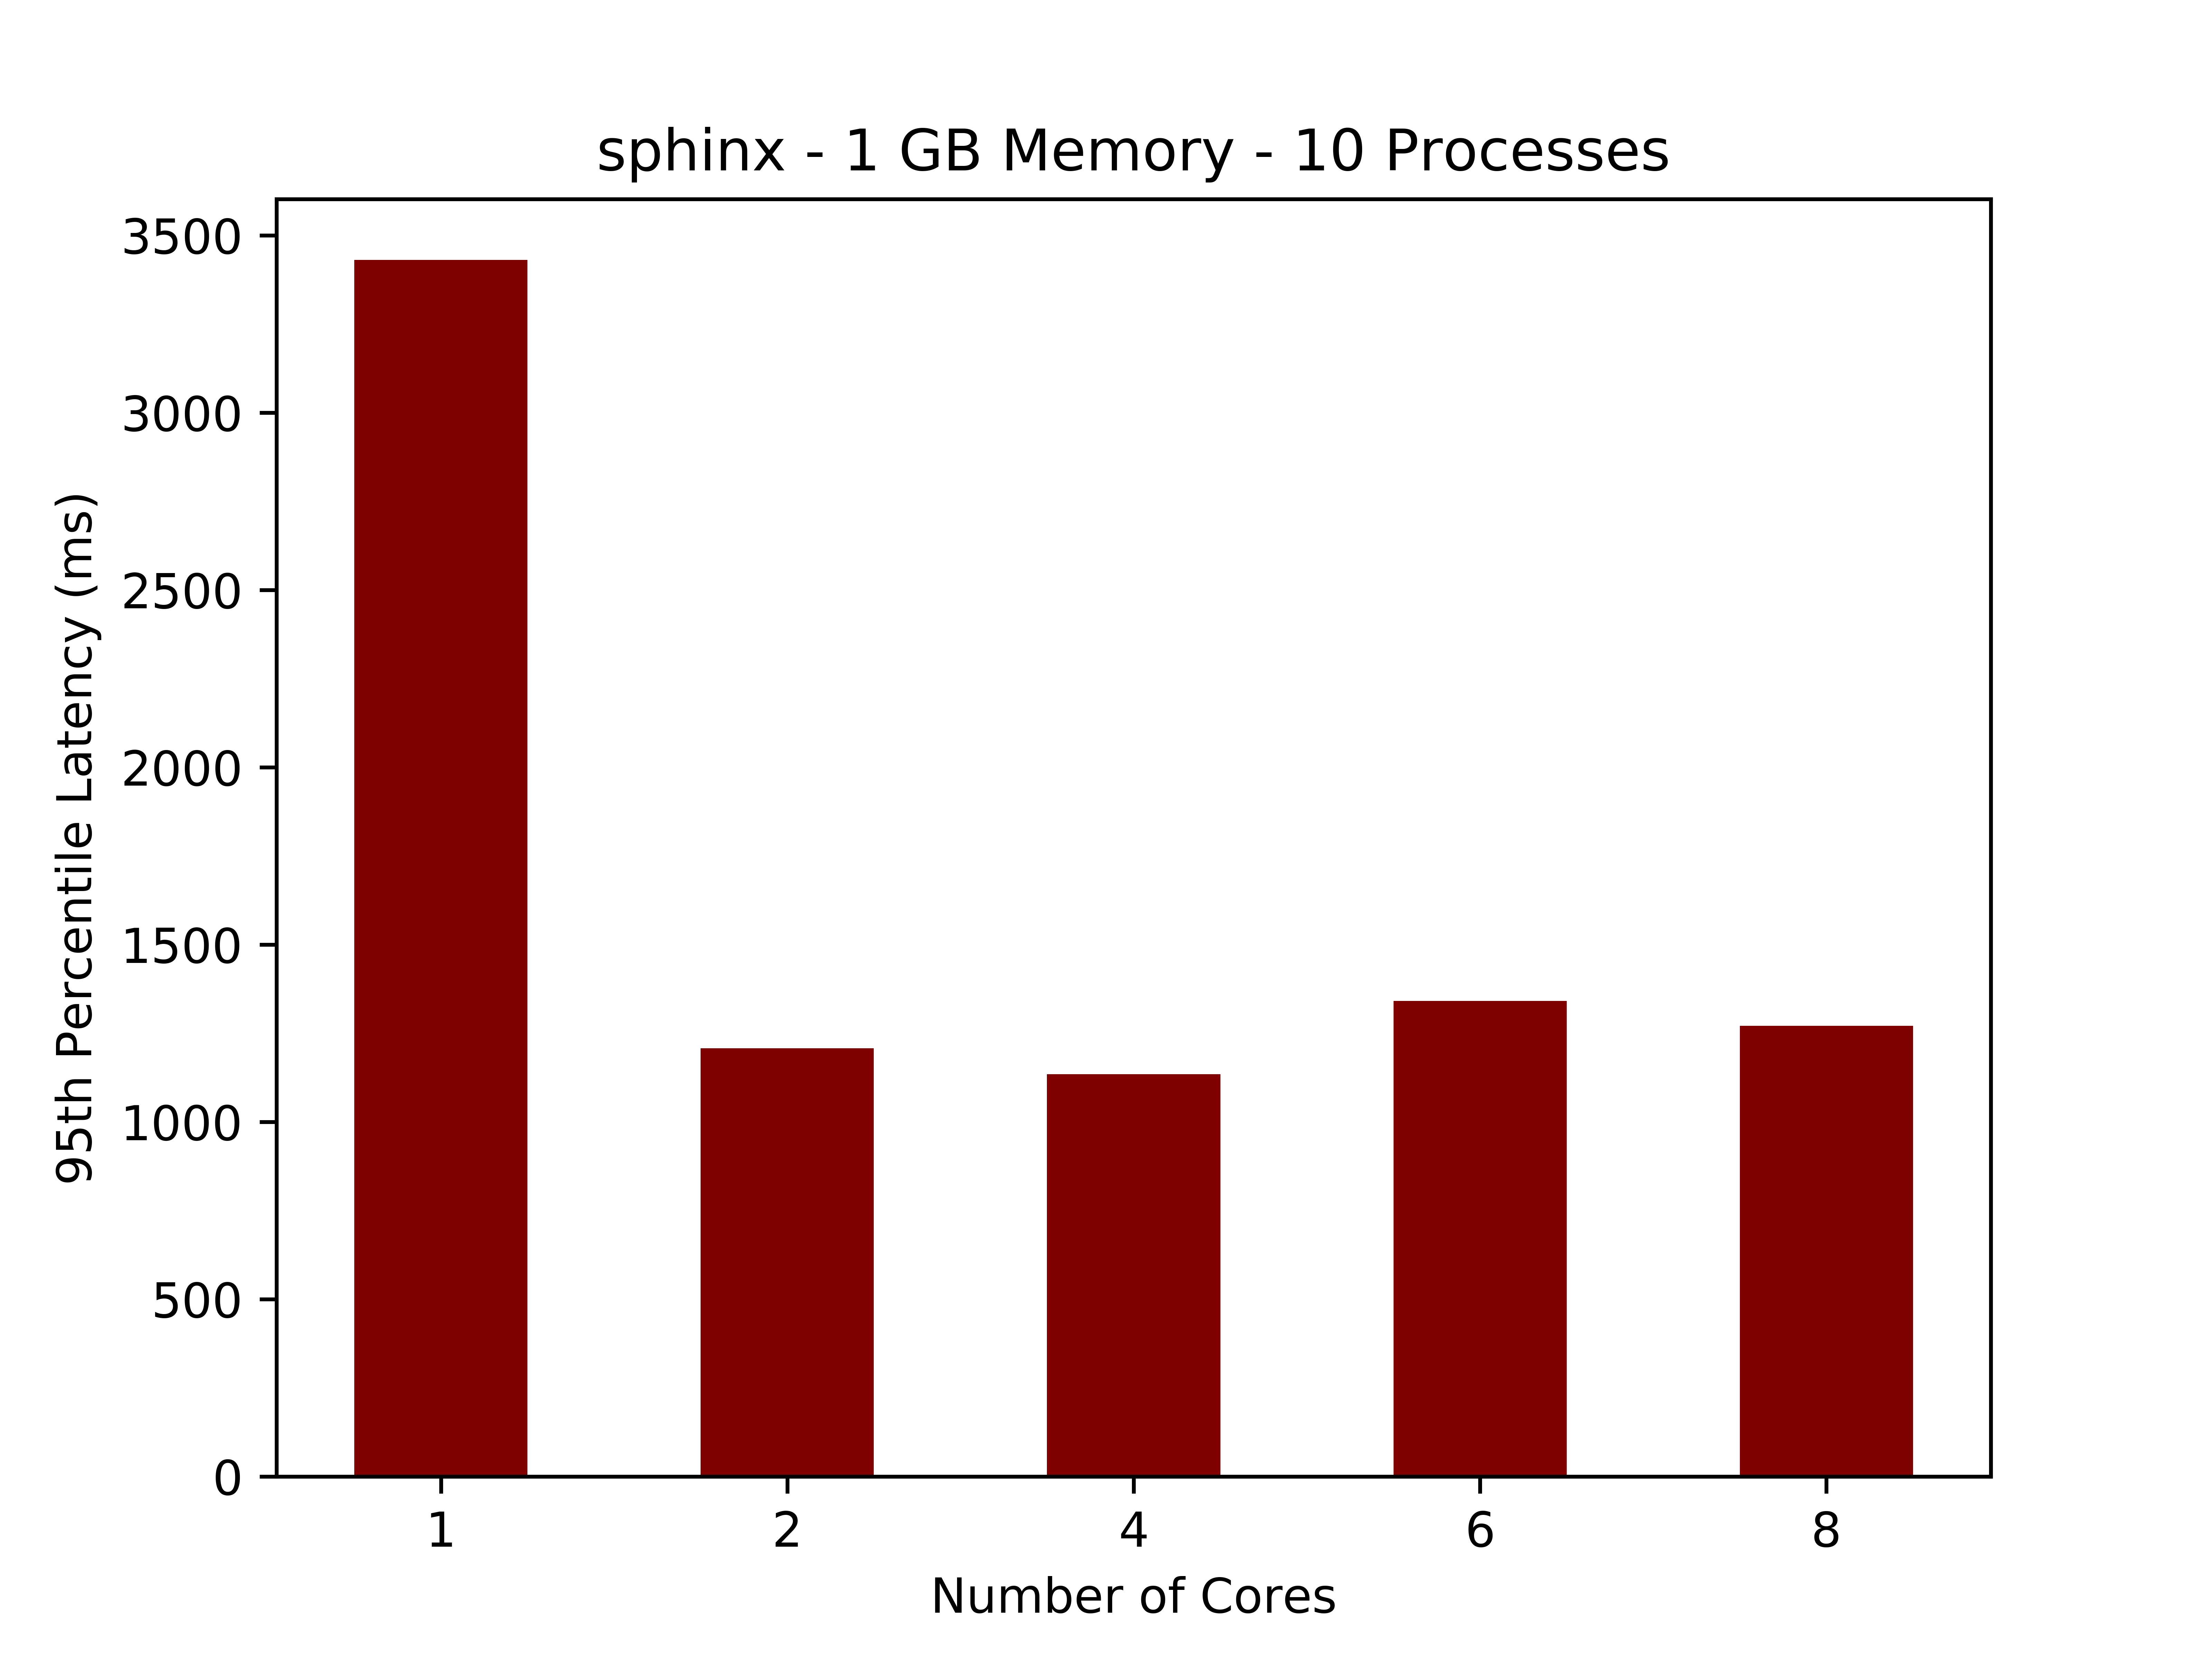 sphinx - 1 GB Memory - 10 Processes
95th Percentile Latency (ms)
3500
3000
2500
2000
1500
1000
500
0
1 2 4 6 8
Number of Cores